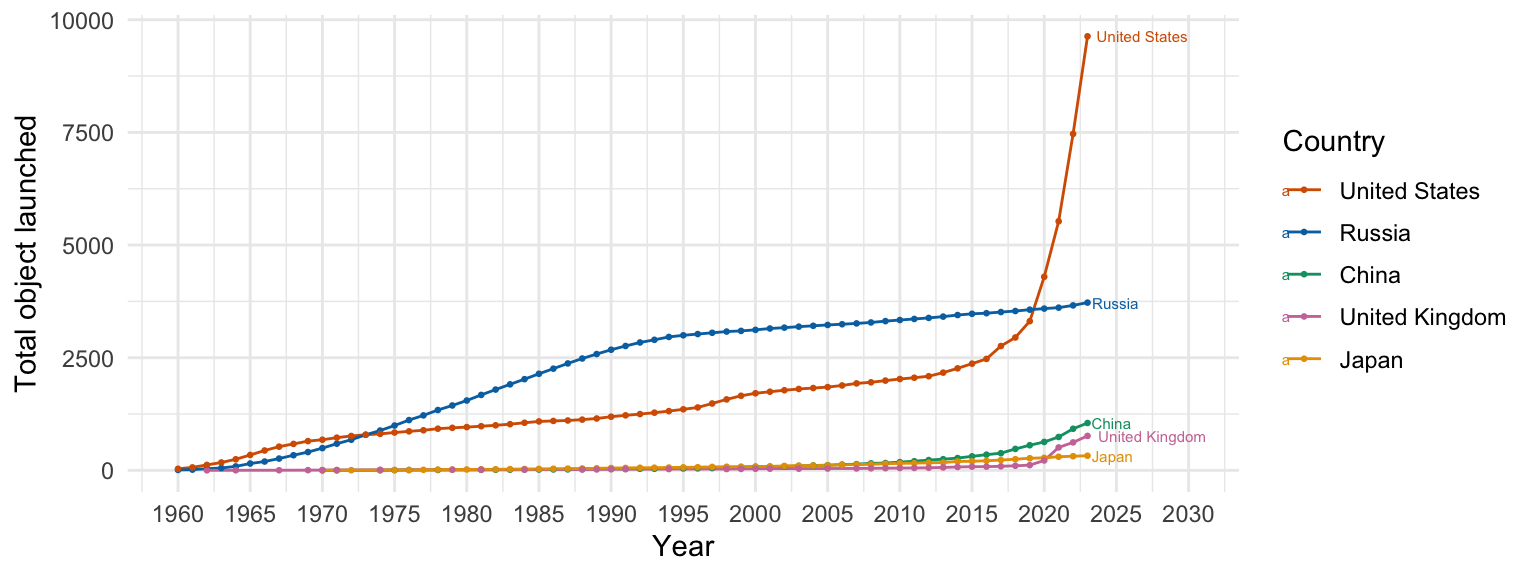 10000
7500
5000
2500
0
Total object launched
1960 1965 1970 1975 1980 1985 1990 1995 2000 2005 2010 2015 2020 2025 2030
Year
United States
Russia
China
United Kingdom
Japan
Country
a United States
a Russia
a China
a United Kingdom
a Japan